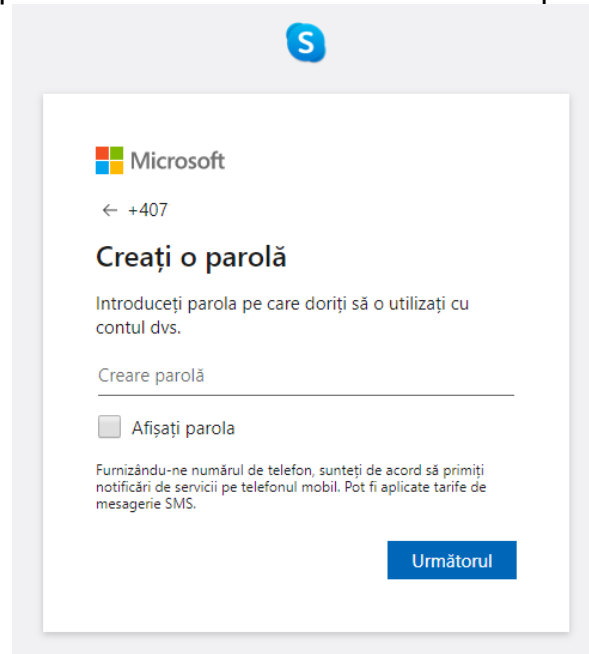 S
Microsoft
← +407
Creați o parolă
Introduceți parola pe care doriți să o utilizați cu
contul dvs.
Creare parolă
Afișați parola
Furnizându-ne numărul de telefon, sunteți de acord să primiți
notificări de servicii pe telefonul mobil. Pot fi aplicate tarife de
mesagerie SMS.
Următorul